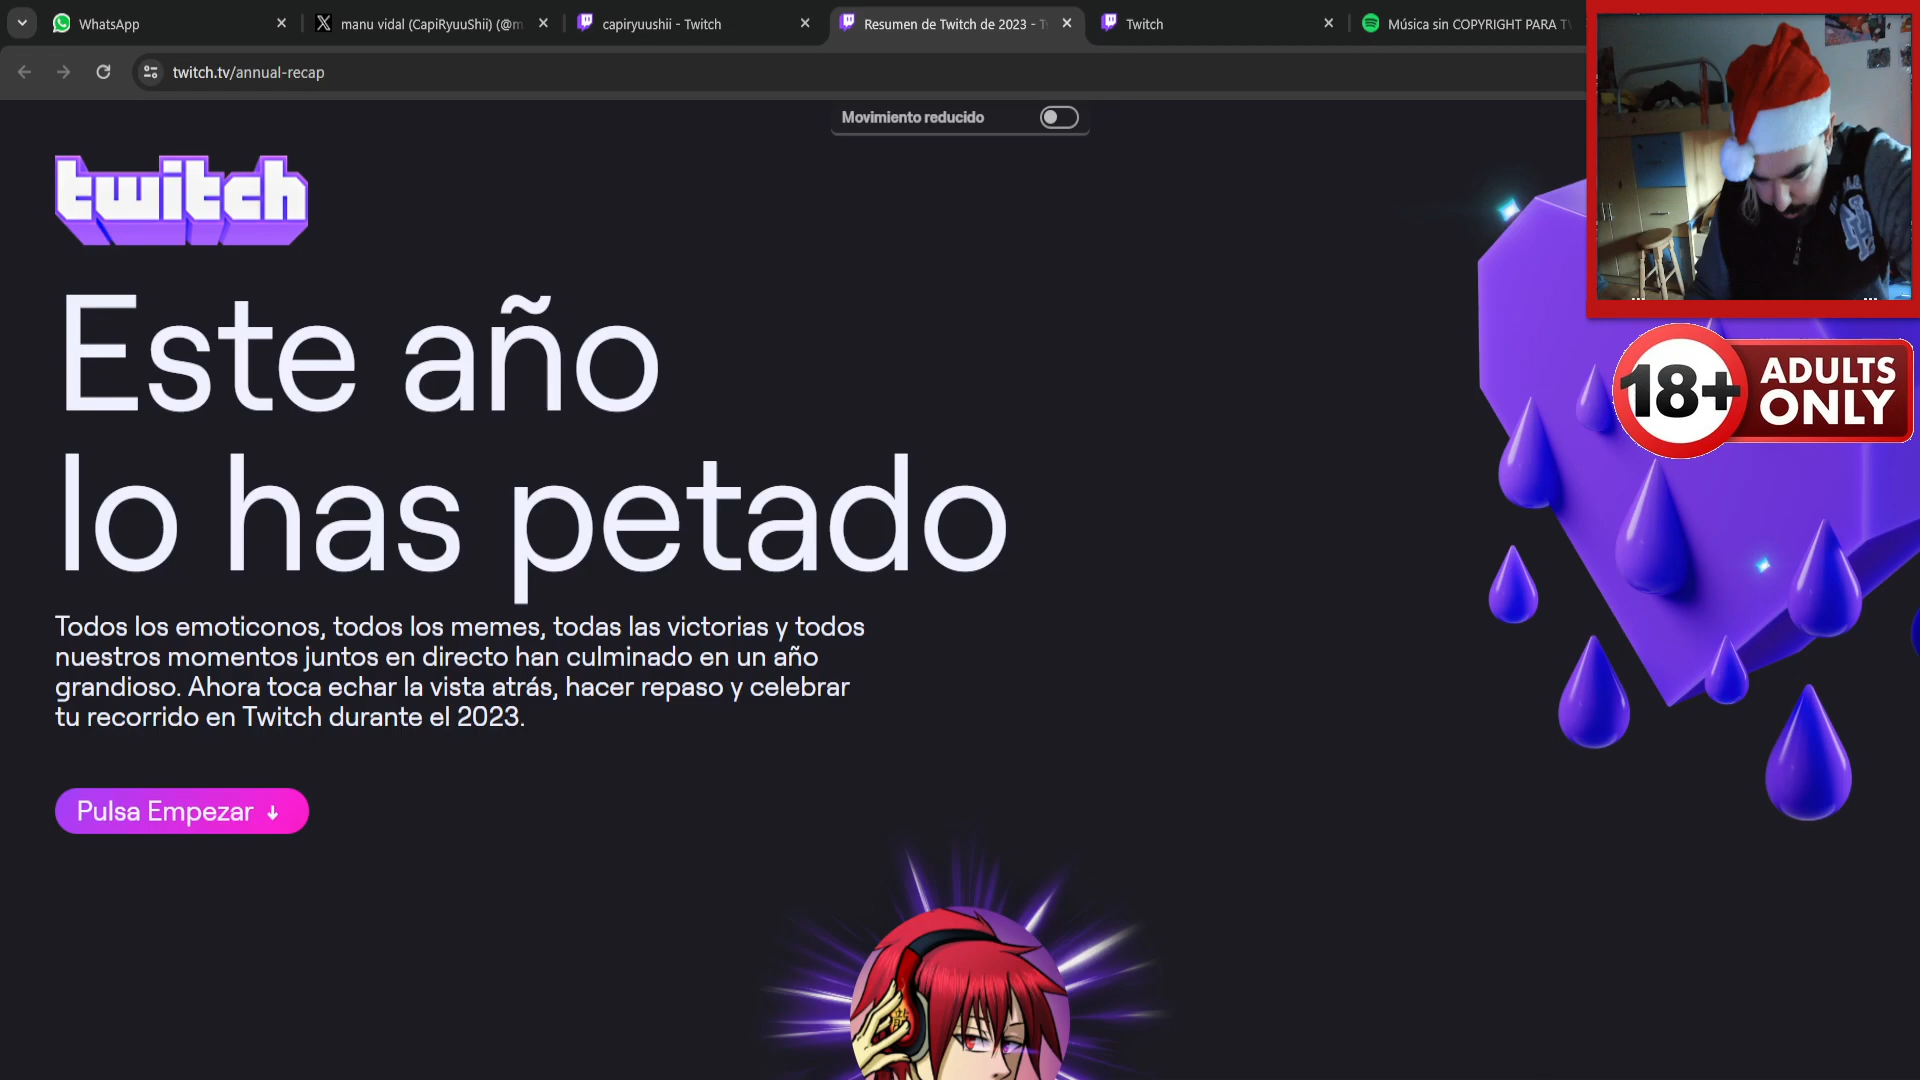 WhatsApp
manu vidal (CapiRyuuShii) (@m
capiryuushii - Twitch
Resumen de Twitch de 2023 - T
Twitch
Música sin COPYRIGHT PARA TV
twitch.tv/annual-recap
Movimiento reducido
twitch
Este año
lo has petado
Todos los emoticonos, todos los memes, todas las victorias y todos
nuestros momentos juntos en directo han culminado en un año
grandioso. Ahora toca echar la vista atrás, hacer repaso y celebrar
tu recorrido en Twitch durante el 2023.
Pulsa Empezar ↓
18+
ADULTS
ONLY